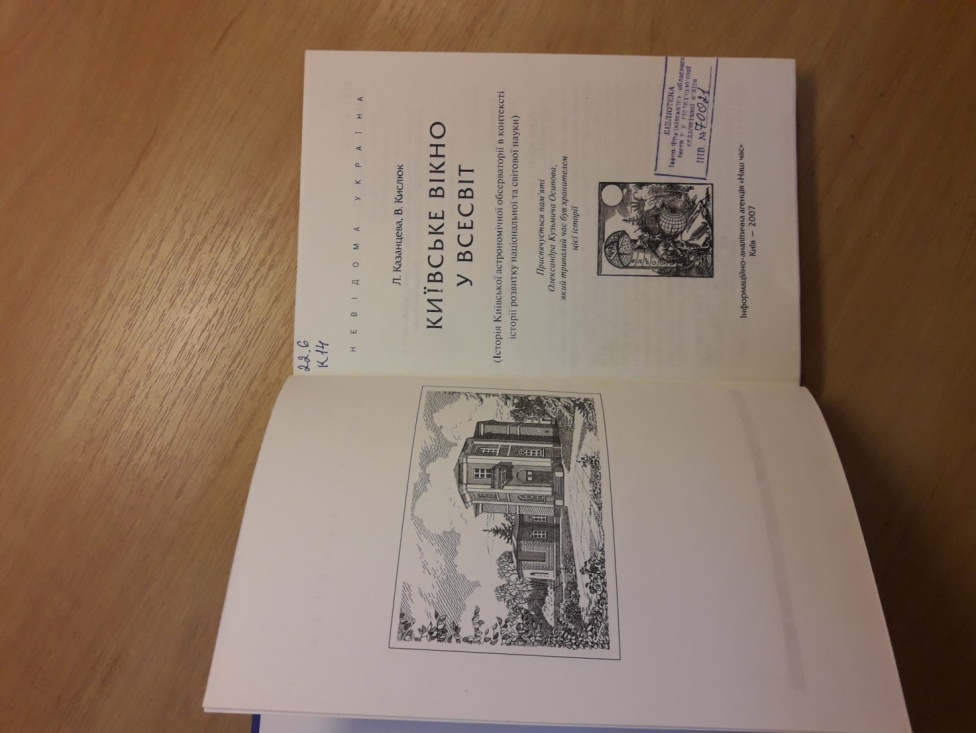 22.6
К14
НЕВІДОМА УКРАЇНА
Л. Казанцева, В. Кислюк
КИЇВСЬКЕ ВІКНО
У ВСЕСВІТ
(Історія Київської астрономічної обсерваторії в контексті
історії розвитку національної та світової науки)
Присвячується пам'яті
Олександра Кузьмича Осипова,
який тривалий час був хранителем
цієї історії
БІБЛІОТЕКА
ІНВ. № 70021
Інформаційно-аналітична агенція «Наш час»
Київ — 2007